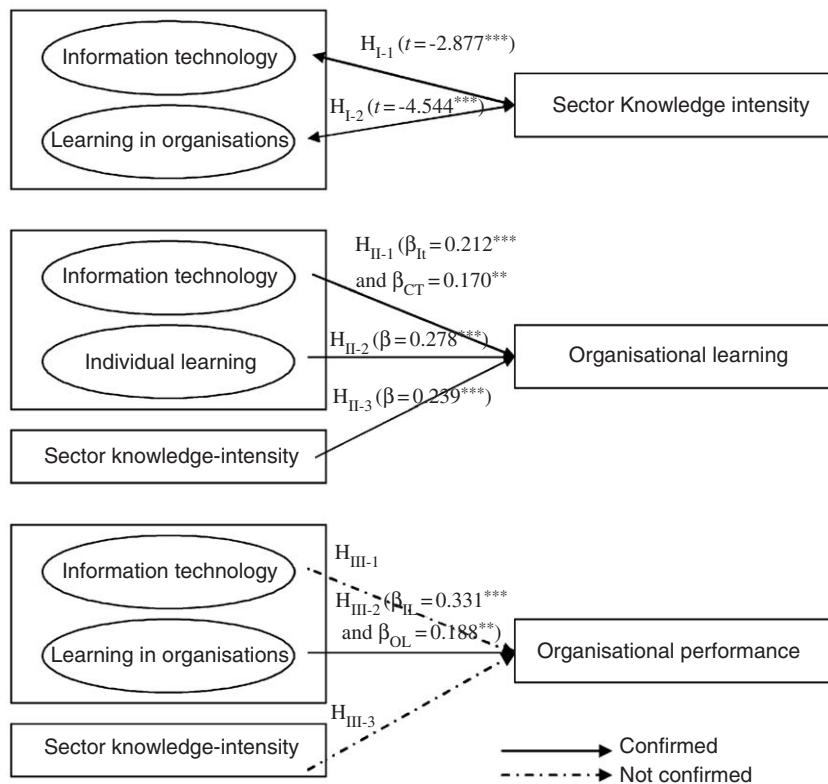 Information technology
H_I-1 (t = -2.877***)
Sector Knowledge intensity
H_I-2 (t = -4.544***)
Learning in organisations
Information technology
H_II-1 (β_It = 0.212***
and β_CT = 0.170**
Individual learning
H_II-2 (β = 0.278***)
Organisational learning
H_II-3 (β = 0.239***)
Sector knowledge-intensity
Information technology
H_III-1
H_III-2 (β_IL = 0.331***
and β_OL = 0.188**)
Learning in organisations
Organisational performance
H_III-3
Sector knowledge-intensity
Confirmed
Not confirmed